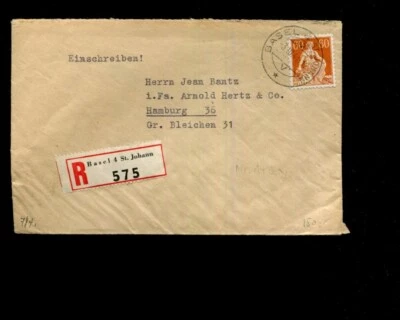 Einschreiben!
BASEL
80
Herrn Jean Bantz
i.Fa. Arnold Hertz & Co.
Hamburg 36
Gr. Bleichen 31
R
Basel 4 St. Johann
575